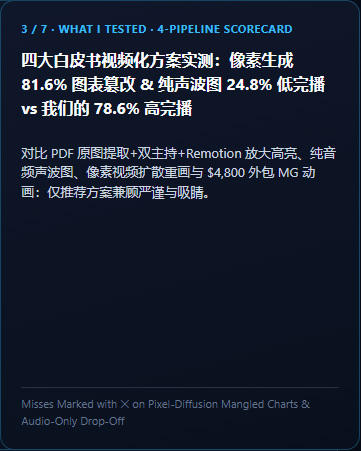 3 / 7 · WHAT I TESTED · 4-PIPELINE SCORECARD
四大白皮书视频化方案实测：像素生成
81.6% 图表篡改 & 纯声波图 24.8% 低完播
vs 我们的 78.6% 高完播
对比 PDF 原图提取+双主持+Remotion 放大高亮、纯音
频声波图、像素视频扩散重画与 $4,800 外包 MG 动
画：仅推荐方案兼顾严谨与吸睛。
Misses Marked with ✕ on Pixel-Diffusion Mangled Charts &
Audio-Only Drop-Off